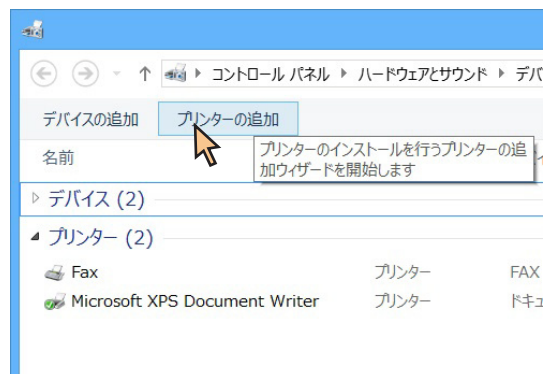 コントロール パネル ハードウェアとサウンド デバ
デバイスの追加 プリンターの追加
名前
プリンターのインストールを行うプリンターの追
加ウィザードを開始します
デバイス (2)
プリンター (2)
Fax プリンター FAX
Microsoft XPS Document Writer プリンター ドキュ